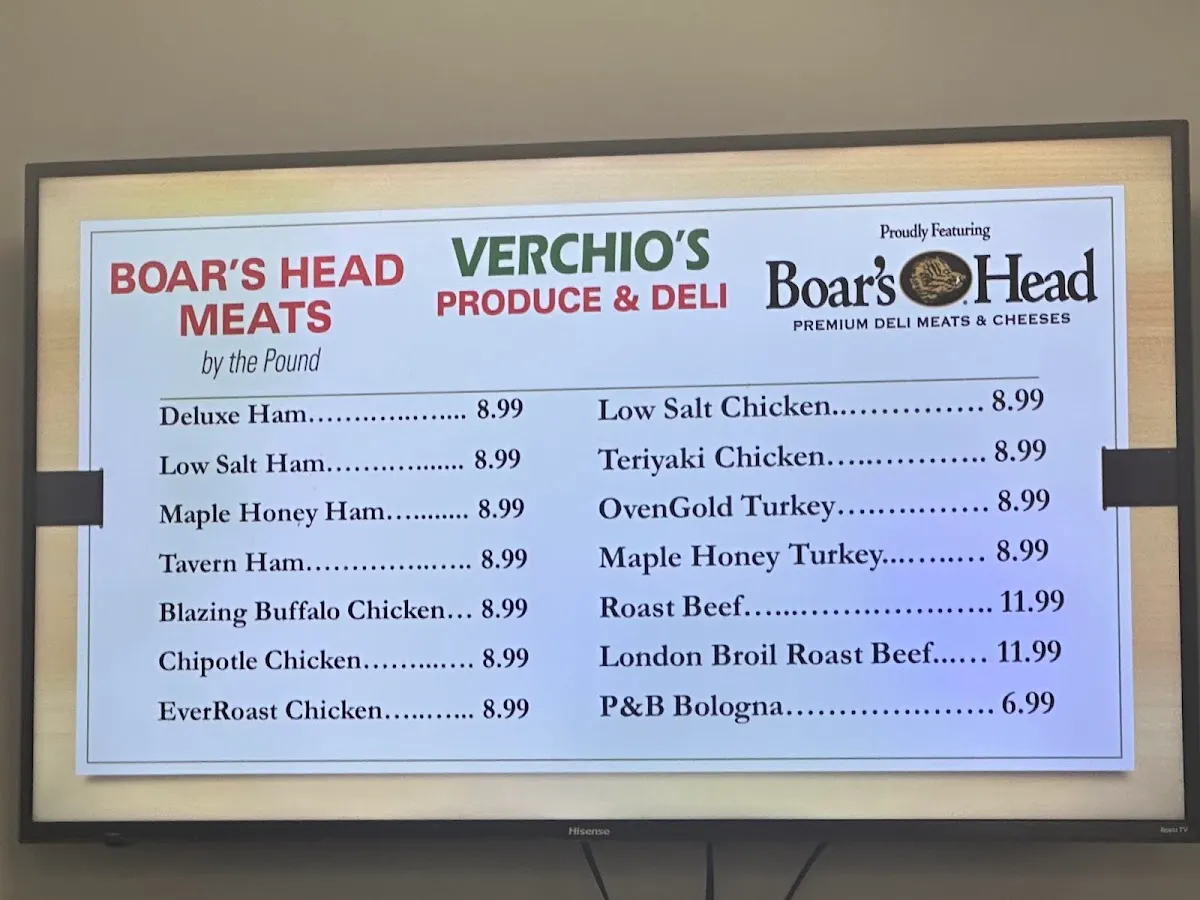 BOAR'S HEAD
MEATS
by the Pound
VERCHIO'S
PRODUCE & DELI
Proudly Featuring
Boar's Head
PREMIUM DELI MEATS & CHEESES
Deluxe Ham..................... 8.99
Low Salt Ham.................. 8.99
Maple Honey Ham........... 8.99
Tavern Ham..................... 8.99
Blazing Buffalo Chicken... 8.99
Chipotle Chicken.............. 8.99
EverRoast Chicken............ 8.99
Low Salt Chicken................ 8.99
Teriyaki Chicken................. 8.99
OvenGold Turkey................ 8.99
Maple Honey Turkey........... 8.99
Roast Beef.......................... 11.99
London Broil Roast Beef...... 11.99
P&B Bologna...................... 6.99
Hisense
Roku TV